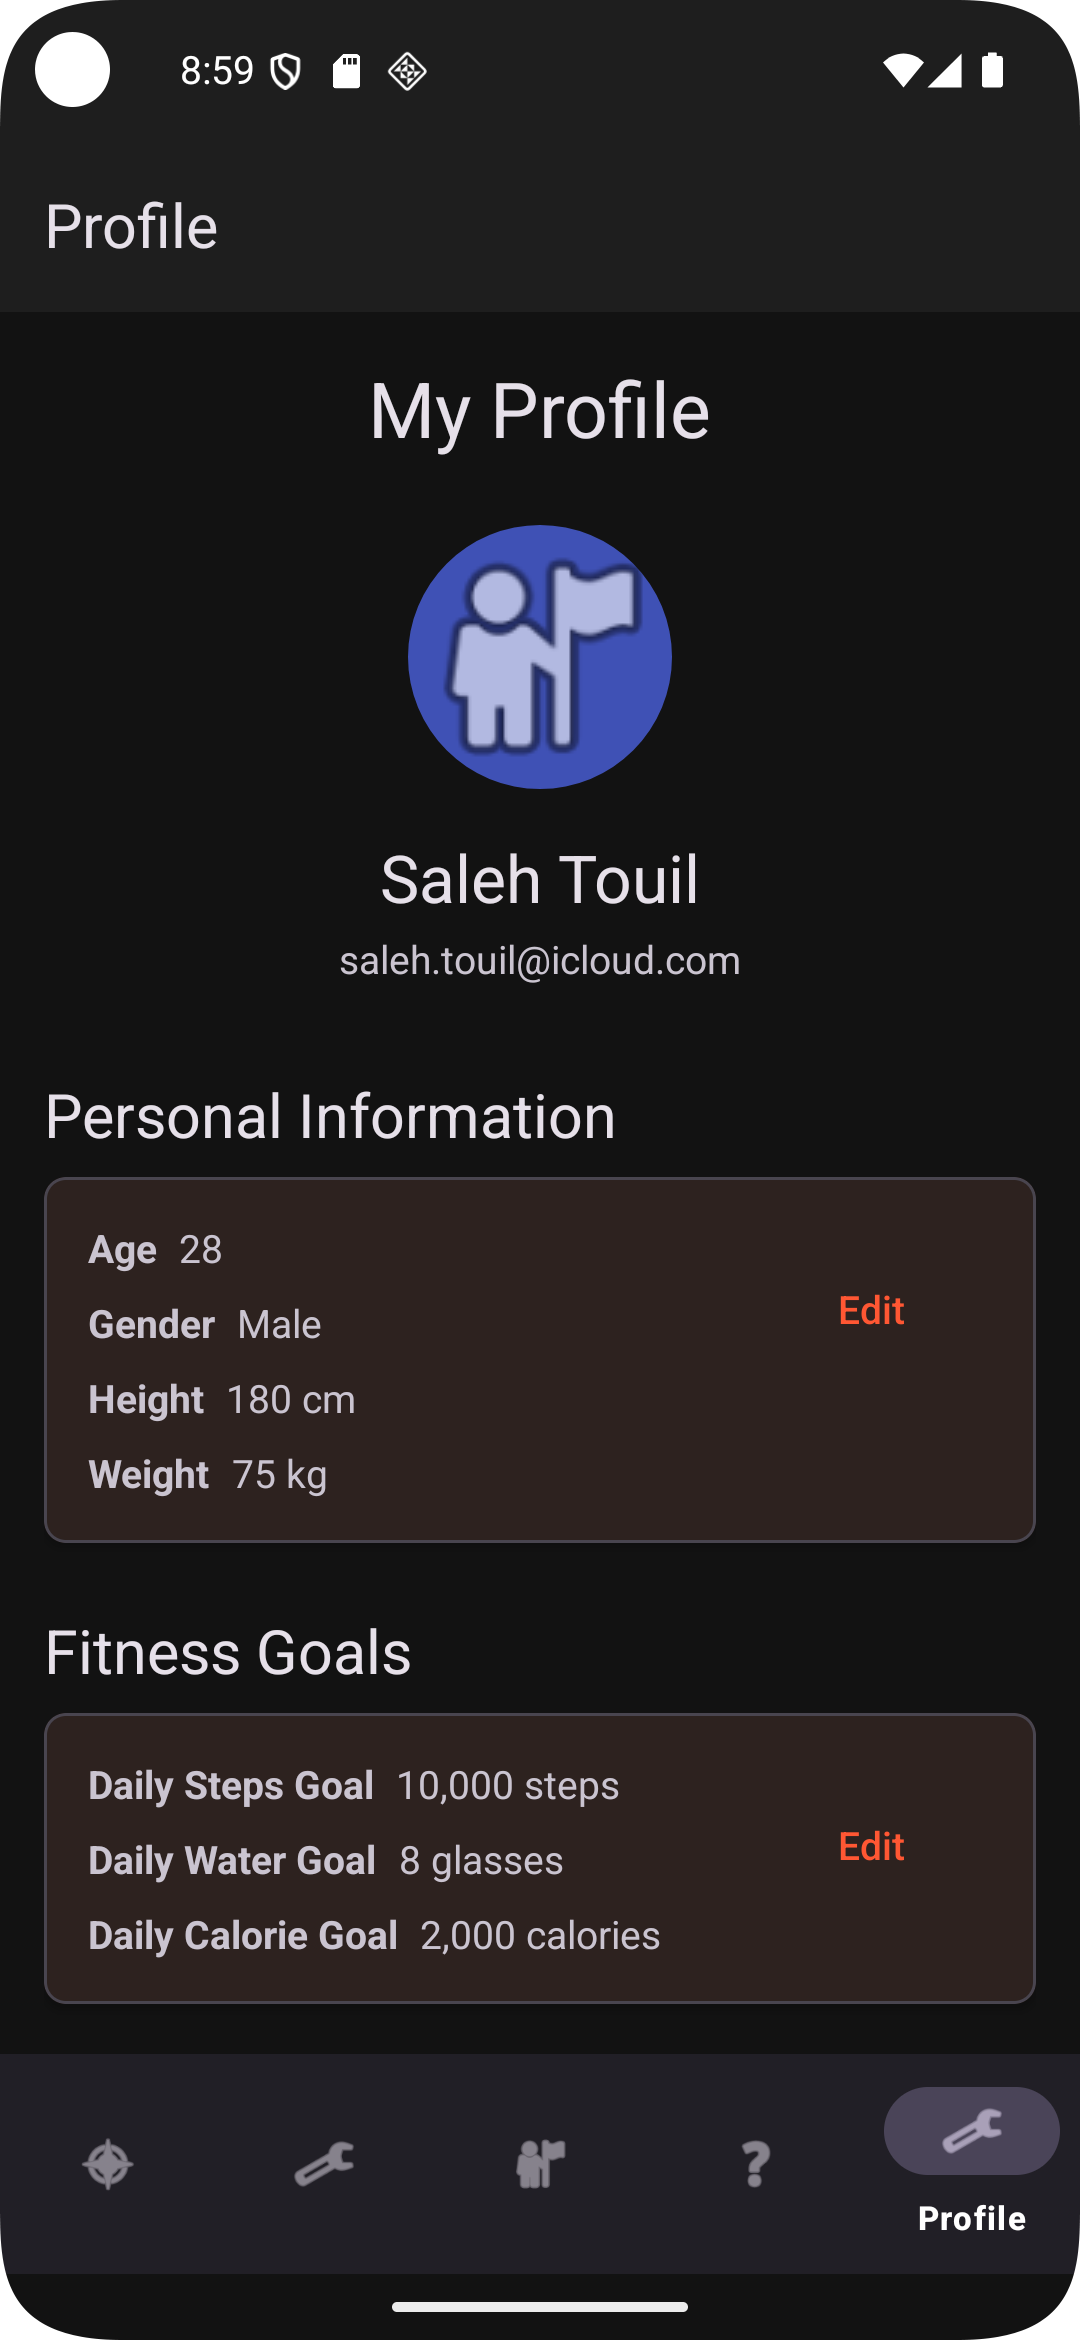 8:59
Profile
My Profile
Saleh Touil
saleh.touil@icloud.com
Personal Information
Age 28
Gender Male
Edit
Height 180 cm
Weight 75 kg
Fitness Goals
Daily Steps Goal 10,000 steps
Daily Water Goal 8 glasses
Edit
Daily Calorie Goal 2,000 calories
?
Profile